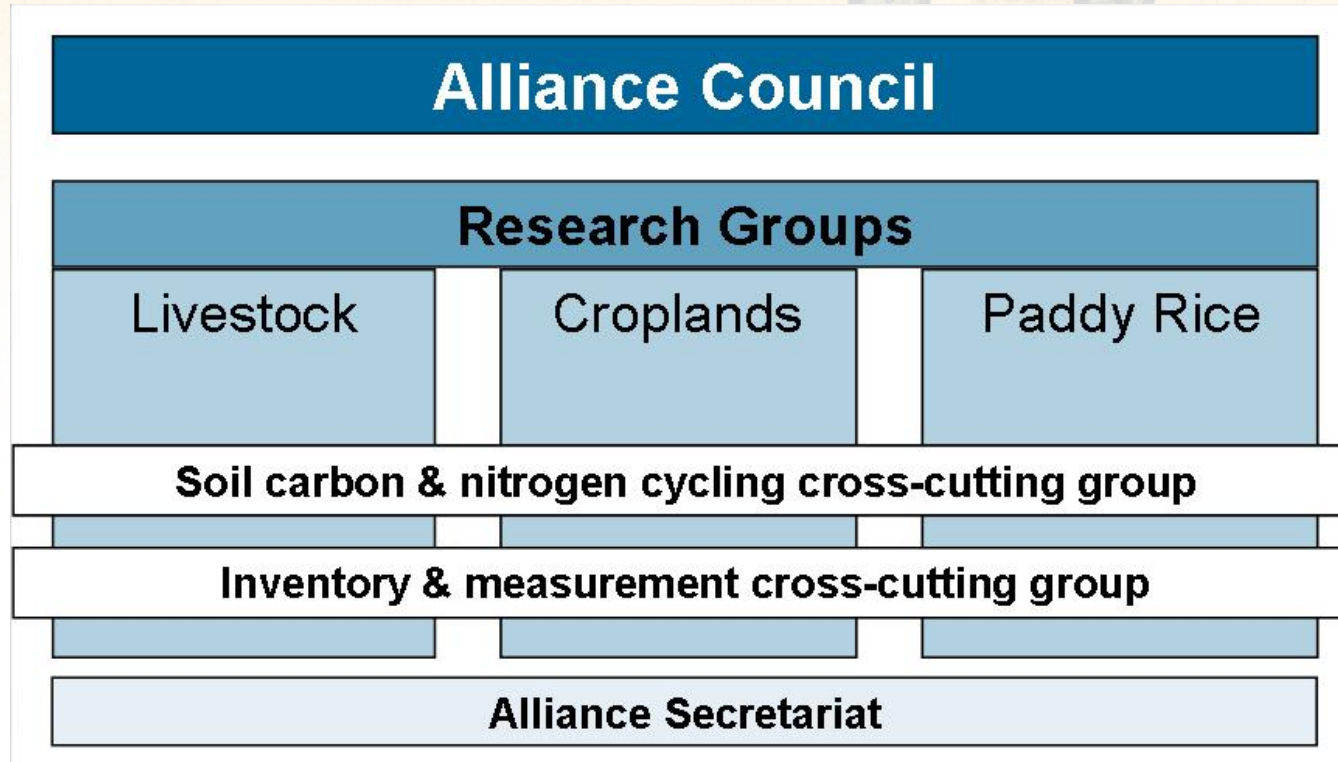 Alliance Council
Research Groups
Livestock
Croplands
Paddy Rice
Soil carbon & nitrogen cycling cross-cutting group
Inventory & measurement cross-cutting group
Alliance Secretariat